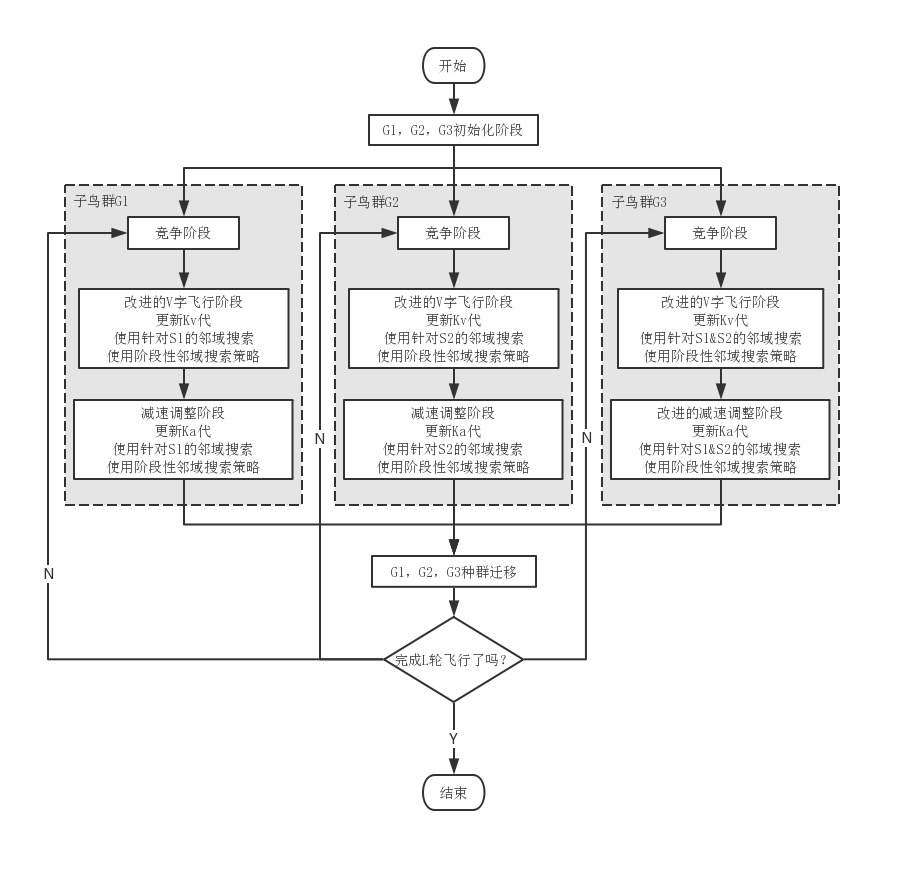 开始
G1，G2，G3初始化阶段
子鸟群G1
竞争阶段
改进的V字飞行阶段
更新Kv代
使用针对S1的邻域搜索
使用阶段性邻域搜索策略
减速调整阶段
更新Ka代
使用针对S1的邻域搜索
使用阶段性邻域搜索策略
子鸟群G2
竞争阶段
改进的V字飞行阶段
更新Kv代
使用针对S2的邻域搜索
使用阶段性邻域搜索策略
减速调整阶段
更新Ka代
使用针对S2的邻域搜索
使用阶段性邻域搜索策略
子鸟群G3
竞争阶段
改进的V字飞行阶段
更新Kv代
使用针对S1&S2的邻域搜索
使用阶段性邻域搜索策略
改进的减速调整阶段
更新Ka代
使用针对S1&S2的邻域搜索
使用阶段性邻域搜索策略
N
N
N
G1，G2，G3种群迁移
完成L轮飞行了吗？
Y
结束